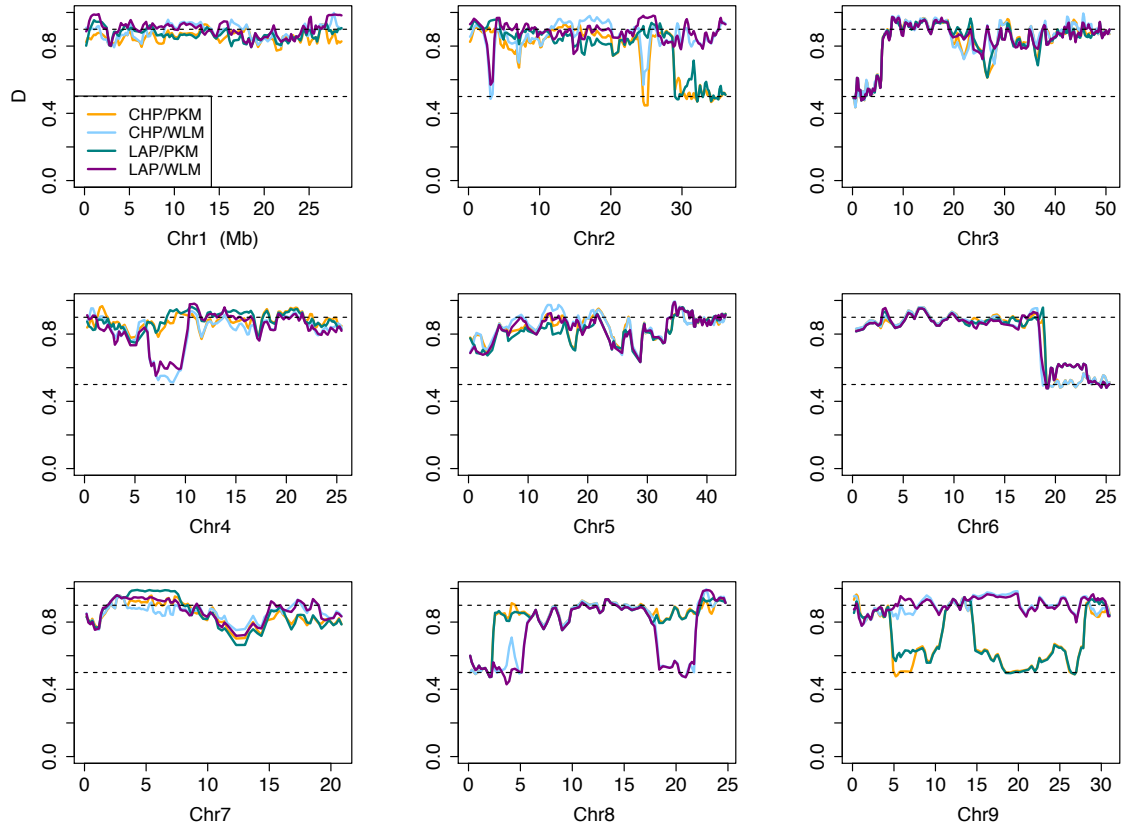 D
0.0 0.4 0.8
CHP/PKM
CHP/WLM
LAP/PKM
LAP/WLM
0 5 10 15 20 25
Chr1 (Mb)
0.0 0.4 0.8
0 10 20 30
Chr2
0.0 0.4 0.8
0 10 20 30 40 50
Chr3
0.0 0.4 0.8
0 5 10 15 20 25
Chr4
0.0 0.4 0.8
0 10 20 30 40
Chr5
0.0 0.4 0.8
0 5 10 15 20 25
Chr6
0.0 0.4 0.8
0 5 10 15 20
Chr7
0.0 0.4 0.8
0 5 10 15 20 25
Chr8
0.0 0.4 0.8
0 5 10 15 20 25 30
Chr9